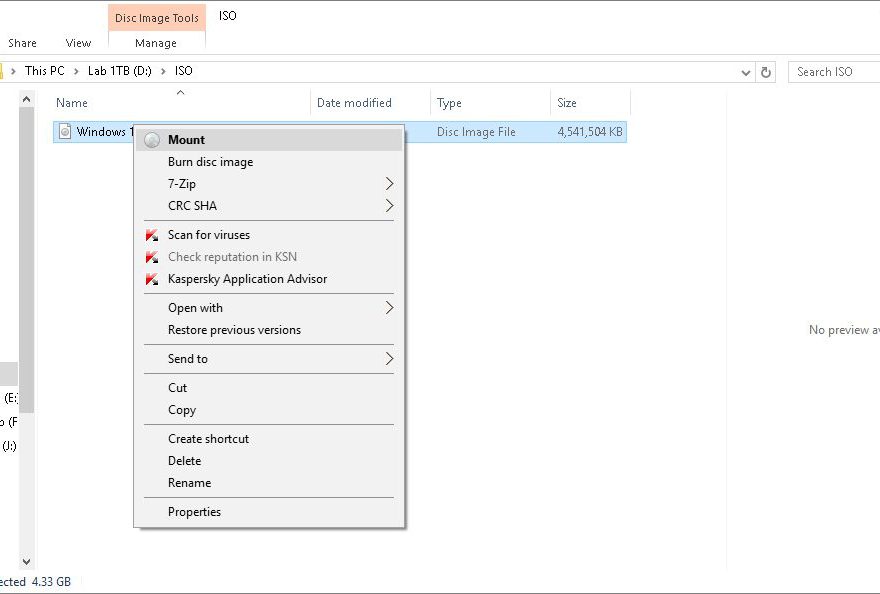 Disc Image Tools ISO
Share View Manage
This PC Lab 1TB (D:) ISO Search ISO
Name Date modified Type Size
Windows 1 Disc Image File 4,541,504 KB
Mount
Burn disc image
7-Zip
CRC SHA
Scan for viruses
Check reputation in KSN
Kaspersky Application Advisor
Open with
Restore previous versions
No preview av
Send to
Cut
(E:)
Copy
(F
(J:)
Create shortcut
Delete
Rename
Properties
ected 4.33 GB